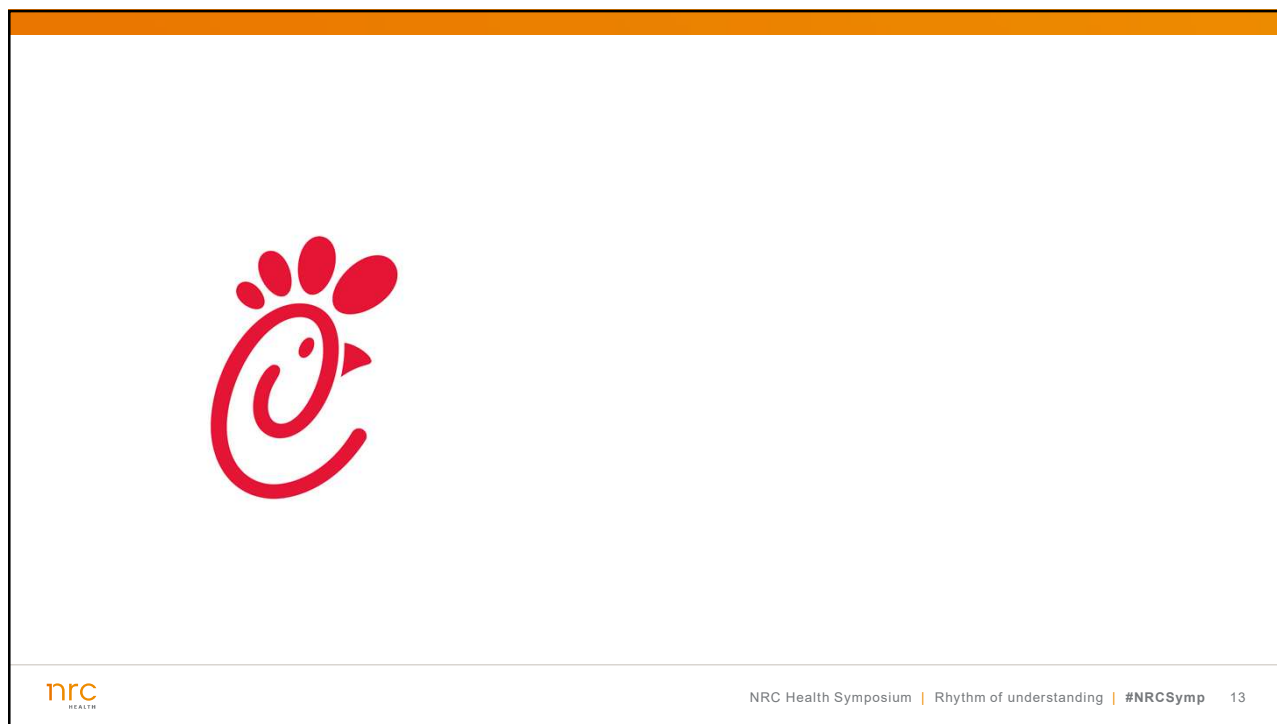 nrc
HEALTH
NRC Health Symposium | Rhythm of understanding | #NRCSymp 13